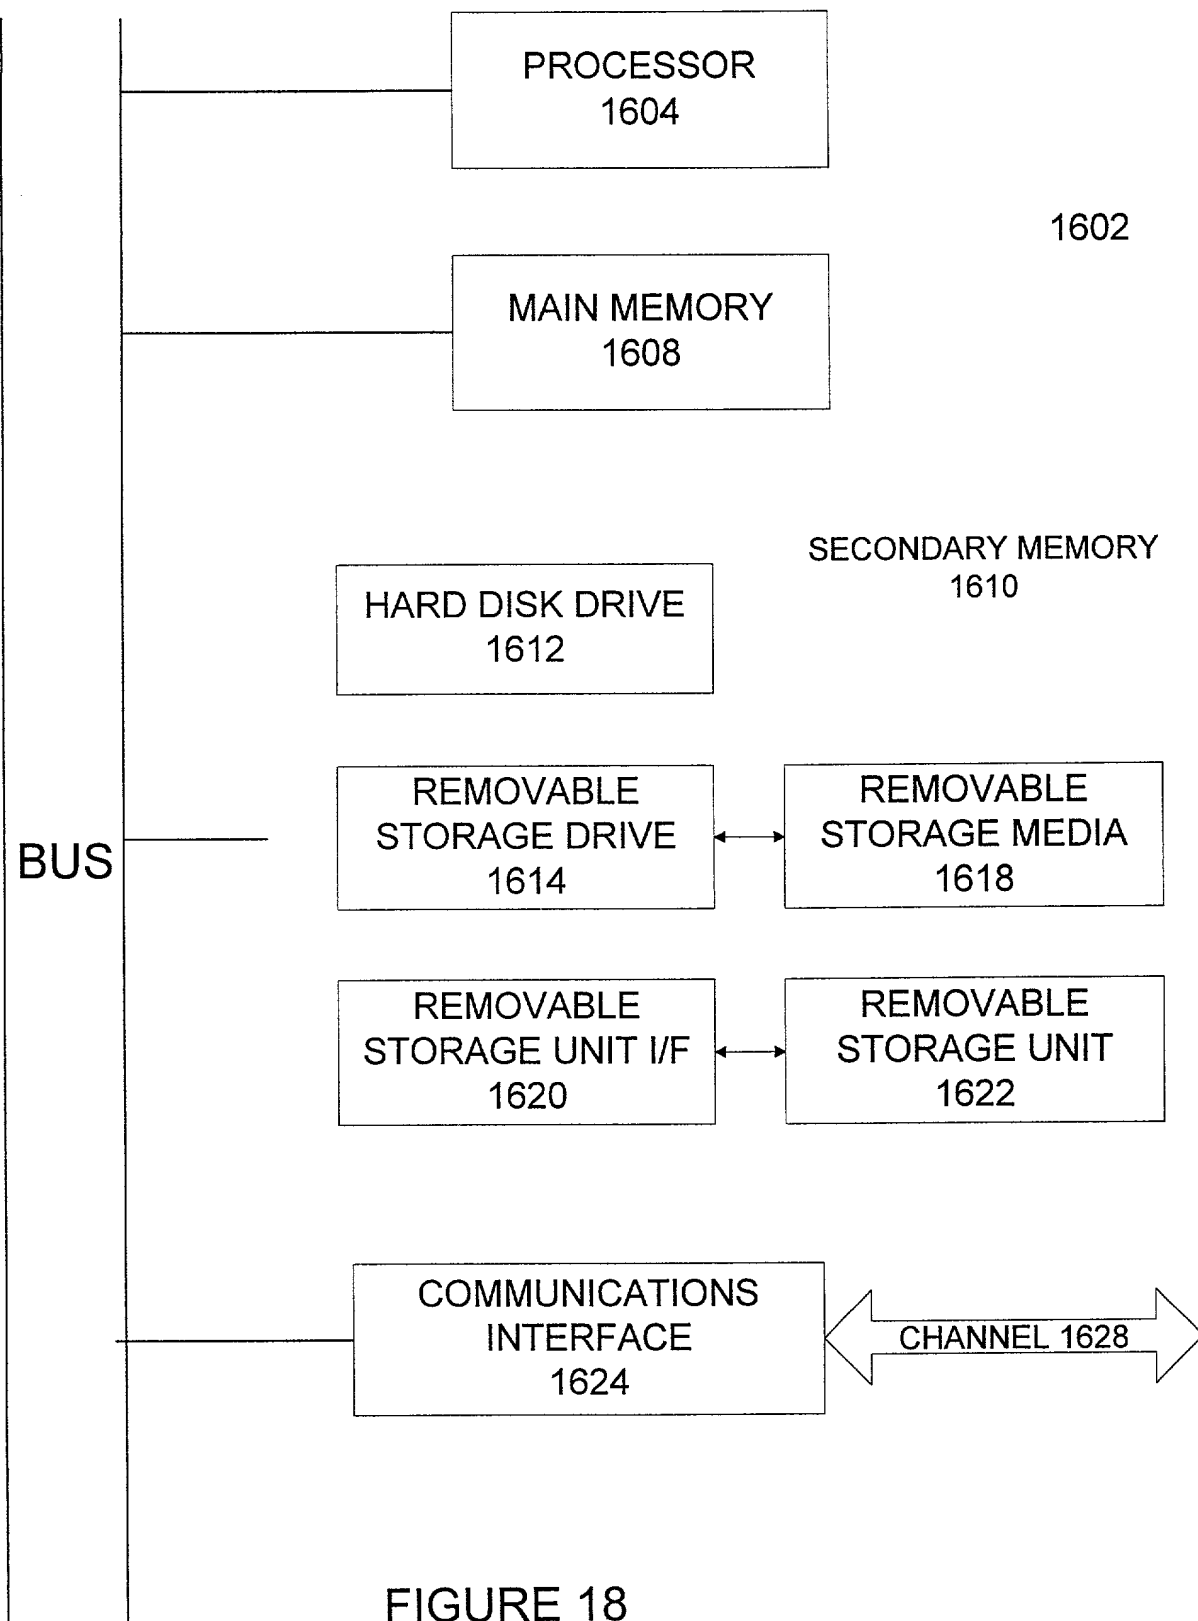 PROCESSOR
1604
1602
MAIN MEMORY
1608
SECONDARY MEMORY
1610
HARD DISK DRIVE
1612
REMOVABLE
STORAGE DRIVE
1614
REMOVABLE
STORAGE MEDIA
1618
BUS
REMOVABLE
STORAGE UNIT I/F
1620
REMOVABLE
STORAGE UNIT
1622
COMMUNICATIONS
INTERFACE
1624
CHANNEL 1628
FIGURE 18